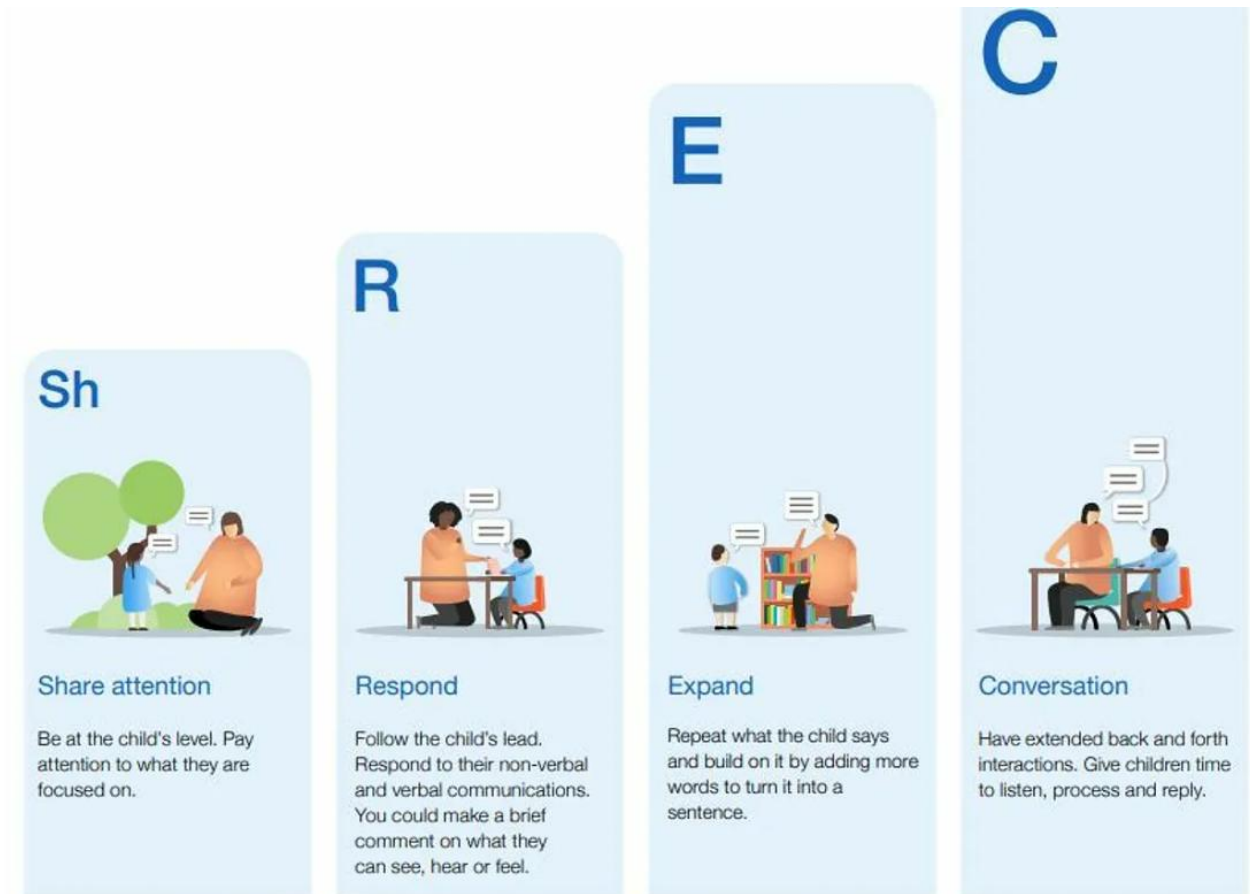 Sh
Share attention
Be at the child's level. Pay
attention to what they are
focused on.
R
Respond
Follow the child's lead.
Respond to their non-verbal
and verbal communications.
You could make a brief
comment on what they
can see, hear or feel.
E
Expand
Repeat what the child says
and build on it by adding more
words to turn it into a
sentence.
C
Conversation
Have extended back and forth
interactions. Give children time
to listen, process and reply.